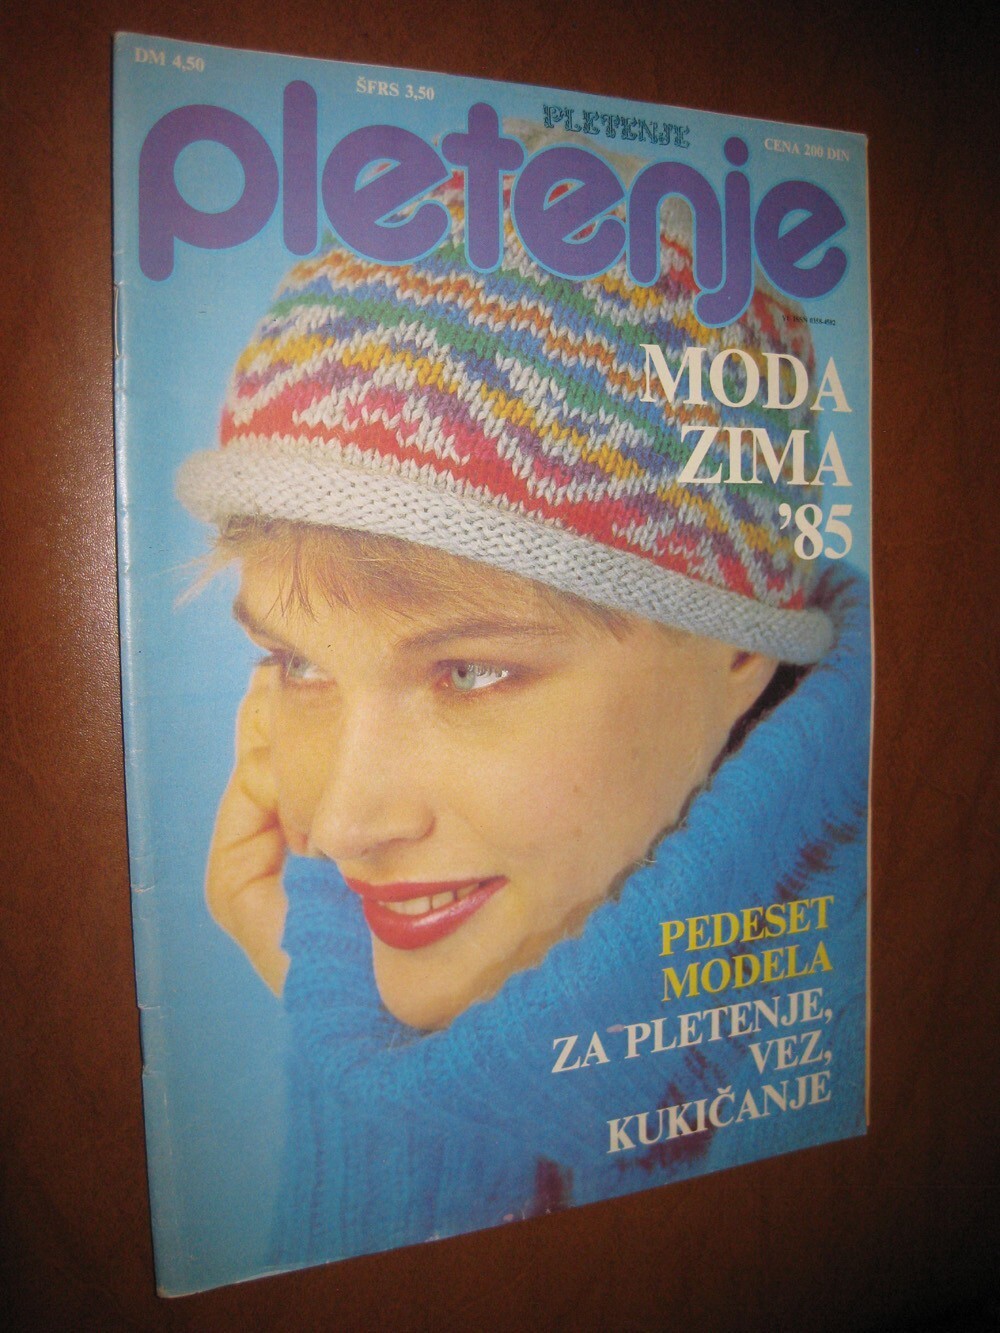 DM 4,50
ŠFRS 3,50
PLETENJE
CENA 200 DIN
pletenje
MODA
ZIMA
'85
PEDESET
MODELA
ZA PLETENJE,
VEZ,
KUKIČANJE